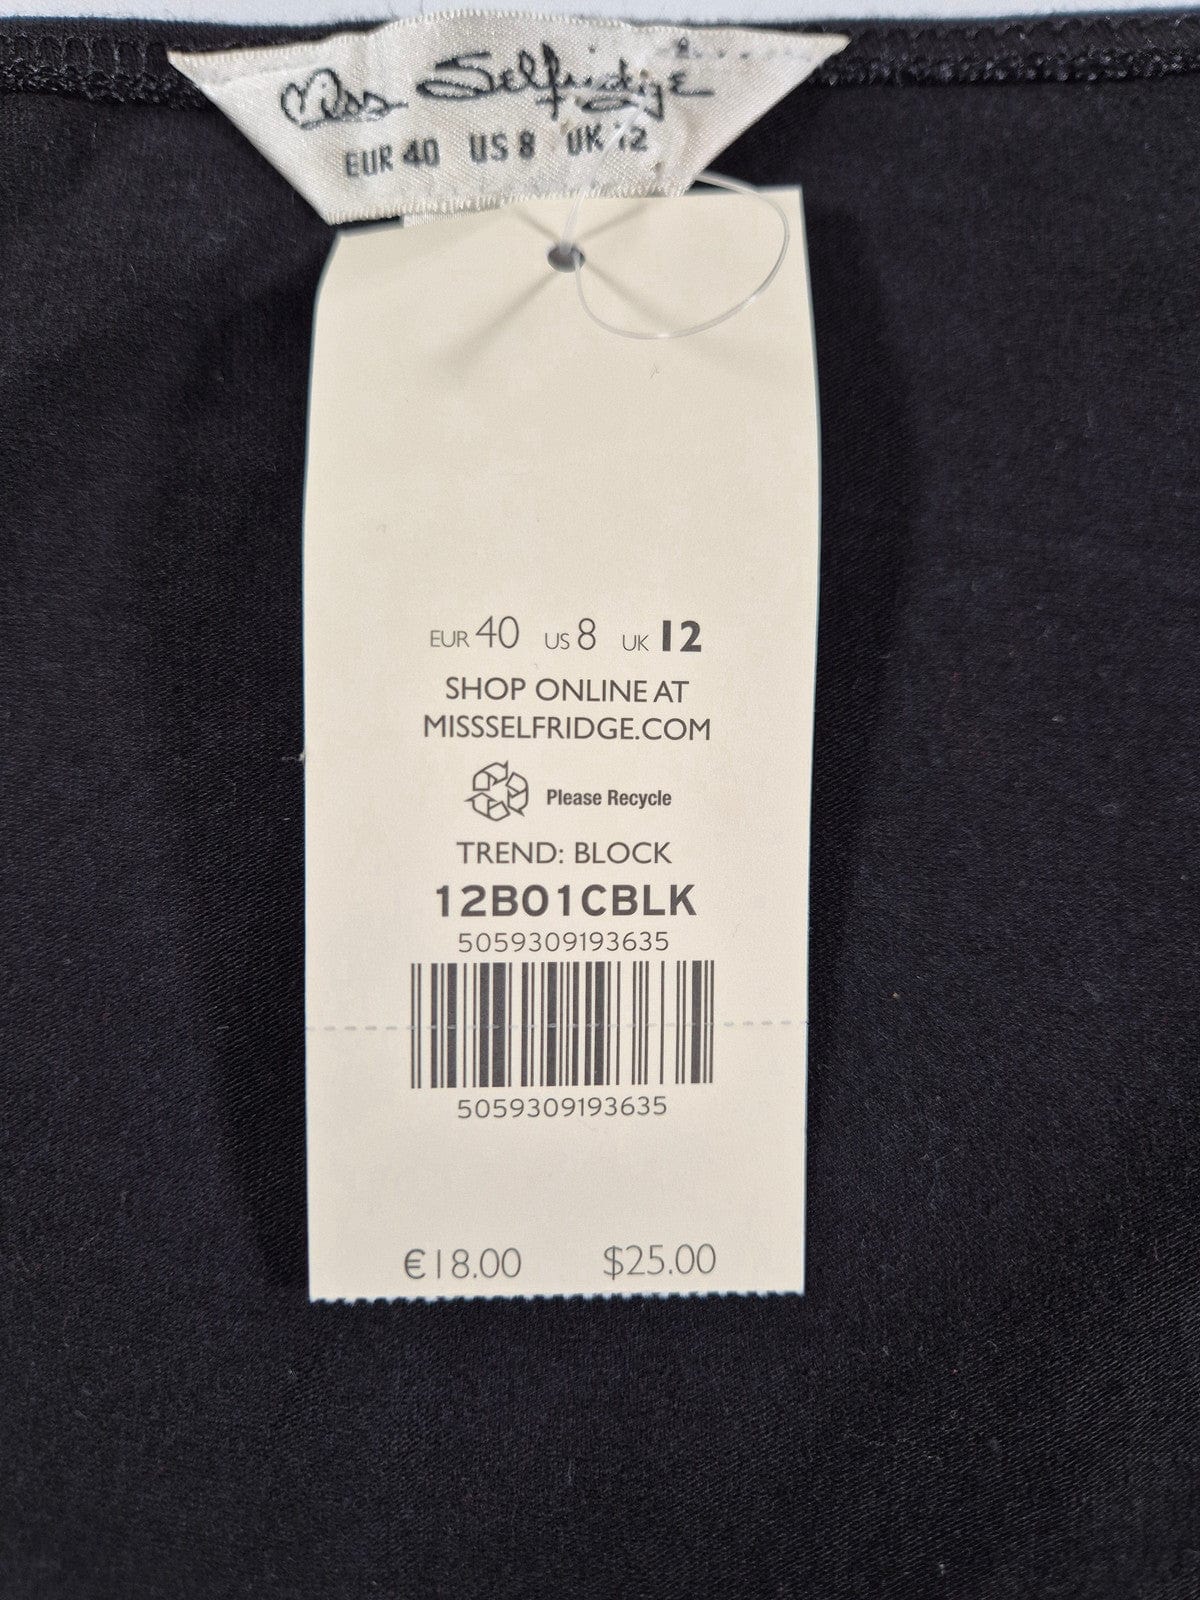 Miss Selfridge
EUR 40 US 8 UK 12
EUR 40 US 8 UK 12
SHOP ONLINE AT
MISSSELFRIDGE.COM
Please Recycle
TREND: BLOCK
12B01CBLK
5059309193635
5059309193635
€18.00 $25.00